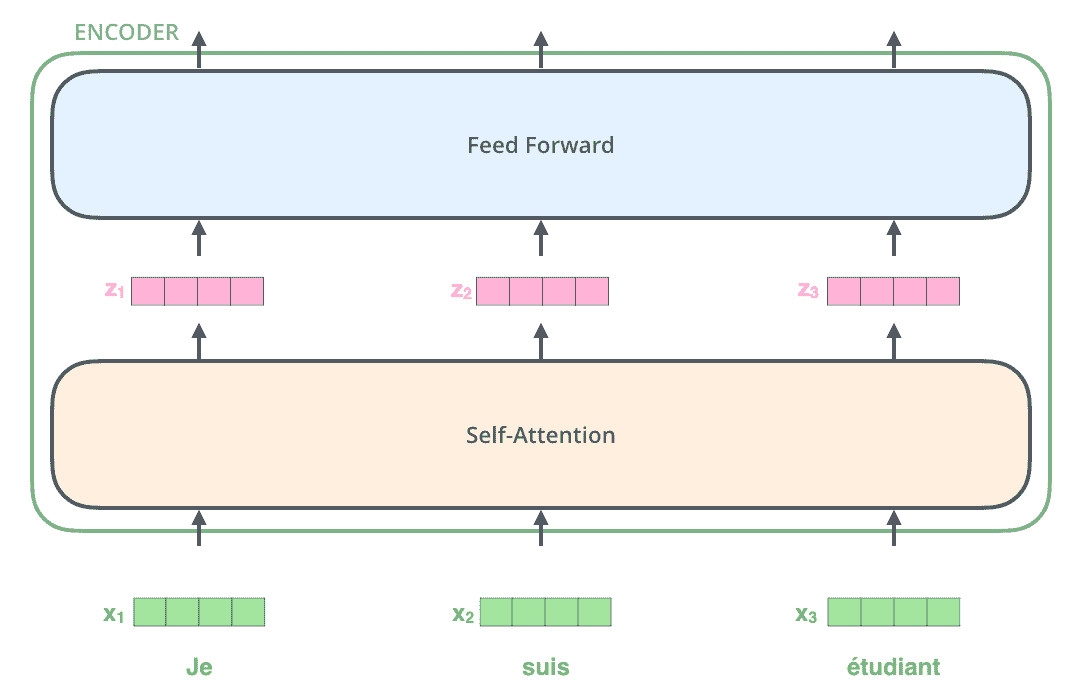 ENCODER
Feed Forward
z₁ z₂ z₃
Self-Attention
x₁ x₂ x₃
Je suis étudiant